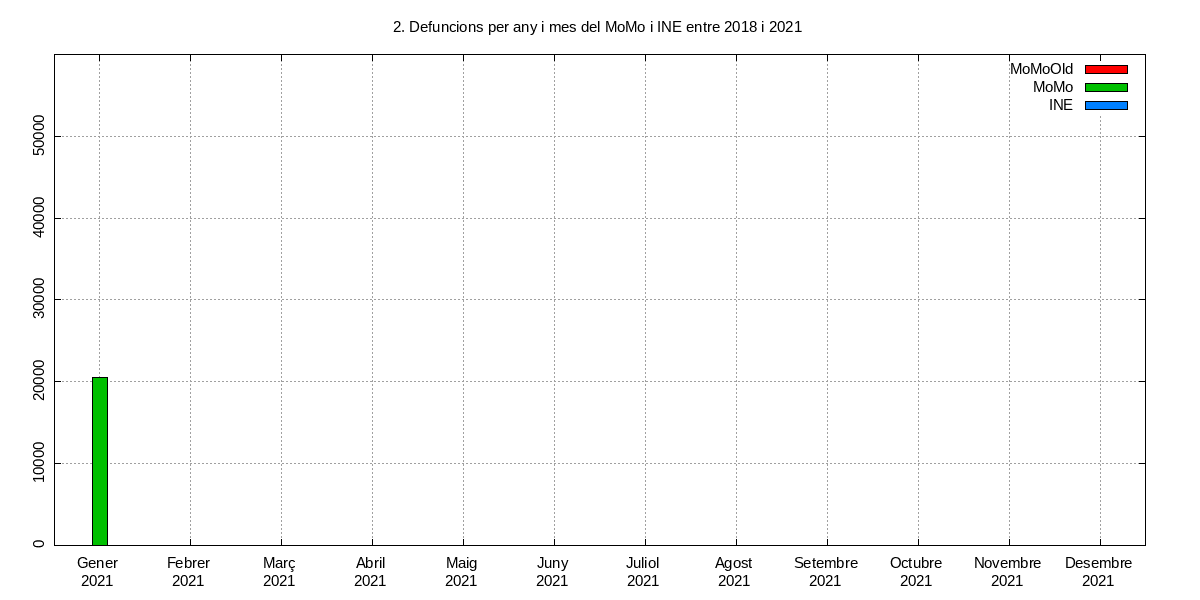 2. Defuncions per any i mes del MoMo i INE entre 2018 i 2021
MoMoOld
MoMo
INE
50000
40000
30000
20000
10000
0
Gener Febrer Març Abril Maig Juny Juliol Agost Setembre Octubre Novembre Desembre
2021 2021 2021 2021 2021 2021 2021 2021 2021 2021 2021 2021